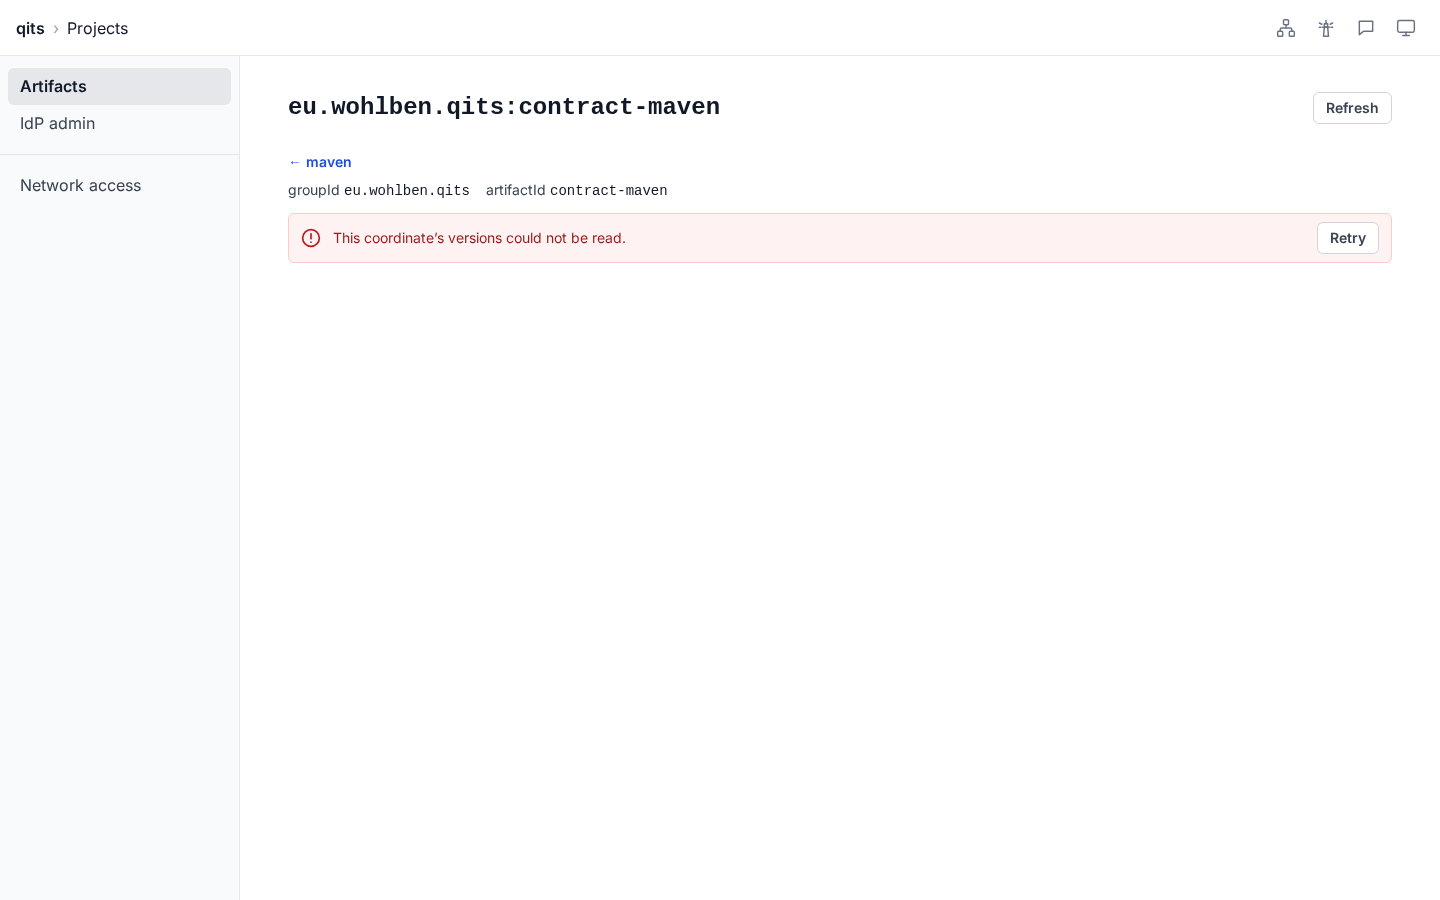 qits › Projects
Artifacts
IdP admin
Network access
eu.wohlben.qits:contract-maven
Refresh
← maven
groupId eu.wohlben.qits artifactId contract-maven
This coordinate’s versions could not be read.
Retry